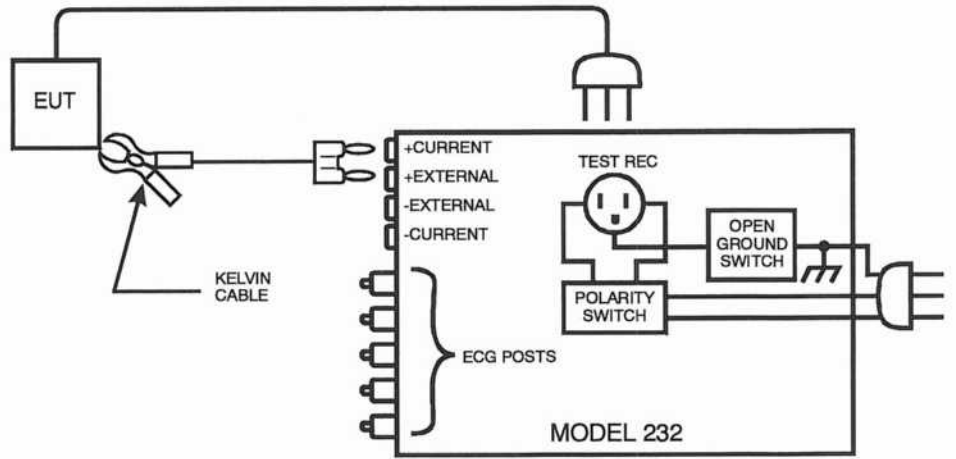 EUT
+CURRENT
+EXTERNAL
-EXTERNAL
-CURRENT
TEST REC
OPEN
GROUND
SWITCH
KELVIN
CABLE
POLARITY
SWITCH
ECG POSTS
MODEL 232